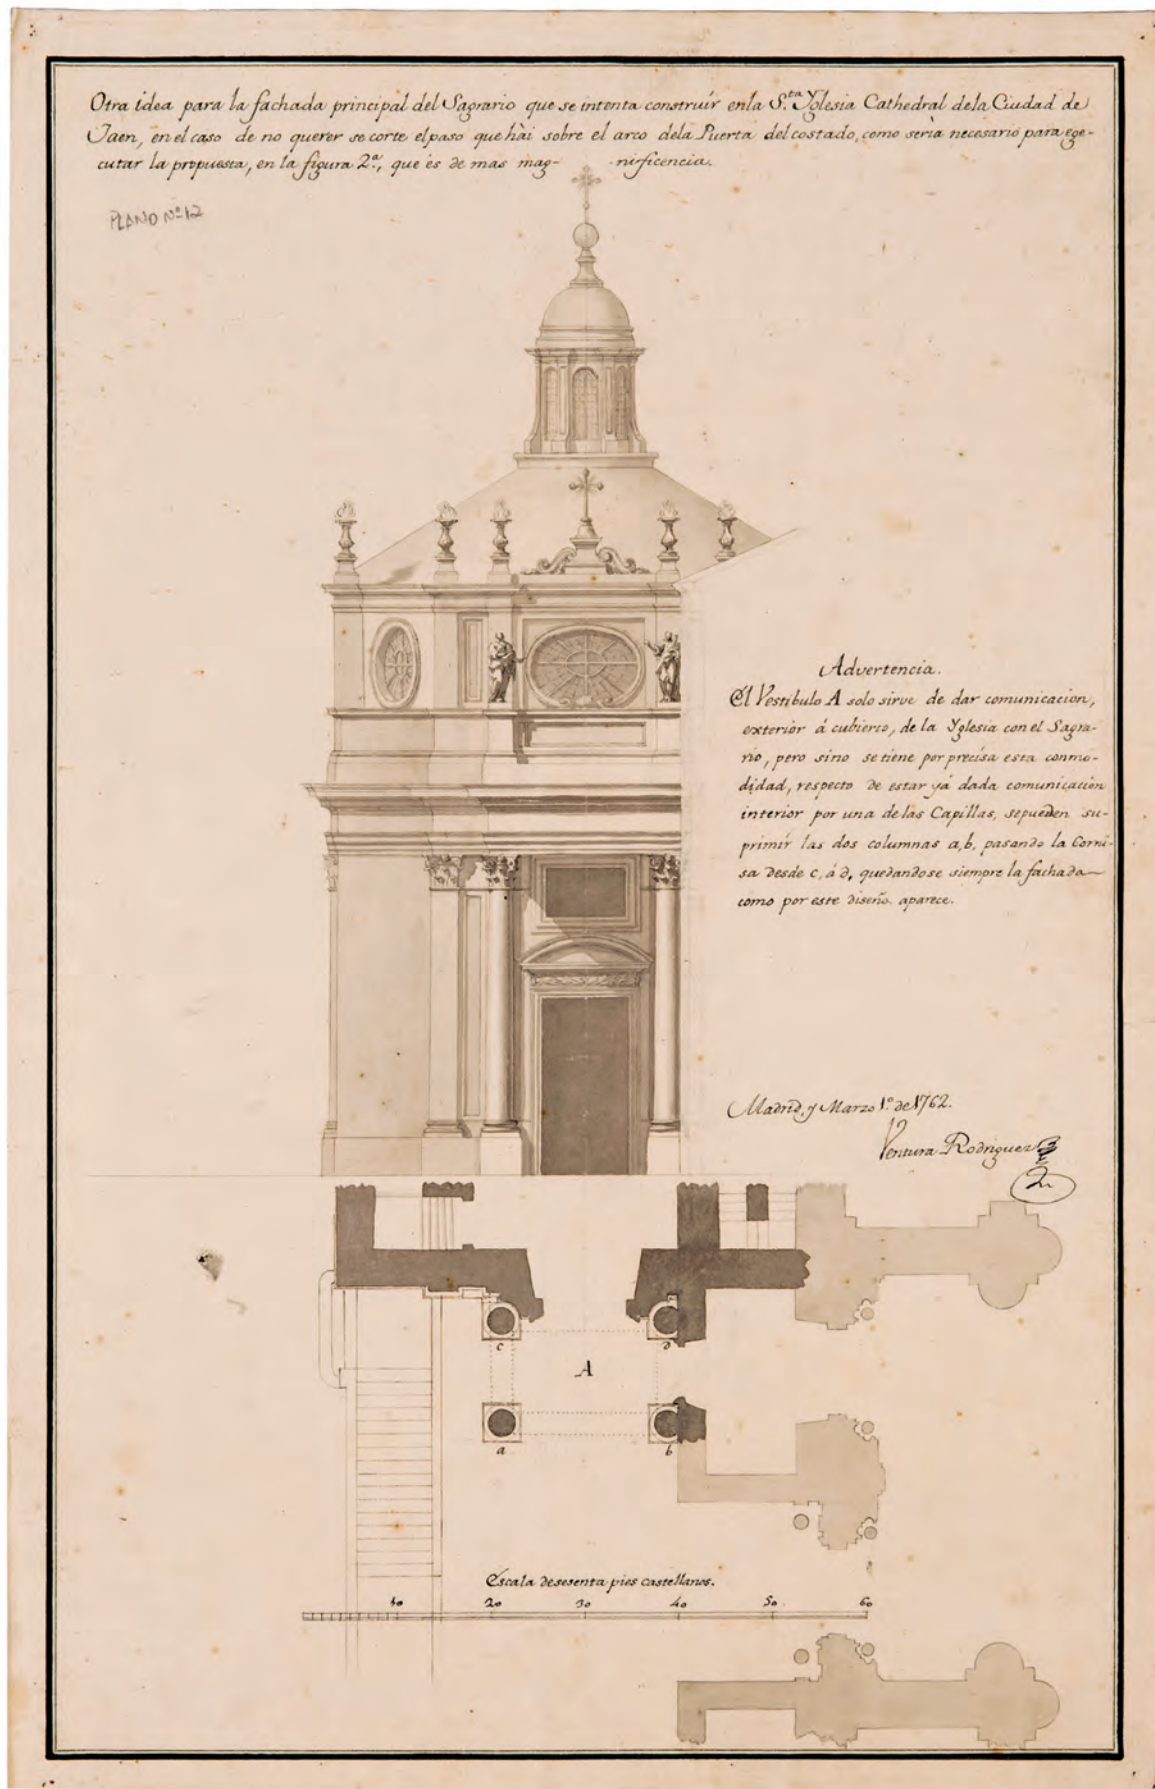 Otra idea para la fachada principal del Sagrario que se intenta construir en la S.ta Yglesia Cathedral de la Ciudad de
Jaen, en el caso de no querer se corte el paso que hài sobre el arco dela Puerta del costado, como serìa necesario para ege-
cutar la propuesta, en la figura 2.ª, que ès de mas mag- nificencia.
PLANO Nº 12
Advertencia.
El Vestibulo A solo sirve de dar comunicacion,
exterior á cubierto, de la Yglesia con el Sagra-
rio, pero sino se tiene por precisa esta conmo-
didad, respecto de estar yá dada comunicacion
interior por una de las Capillas, se pueden su-
primir las dos columnas a, b, pasando la Corni-
sa desde c, á d, quedandose siempre la fachada
como por este diseño aparece.
Madrid, y Marzo 1.º de 1762.
Ventura Rodriguez
c d
A
a b
Escala de sesenta pies castellanos.
10 20 30 40 50 60